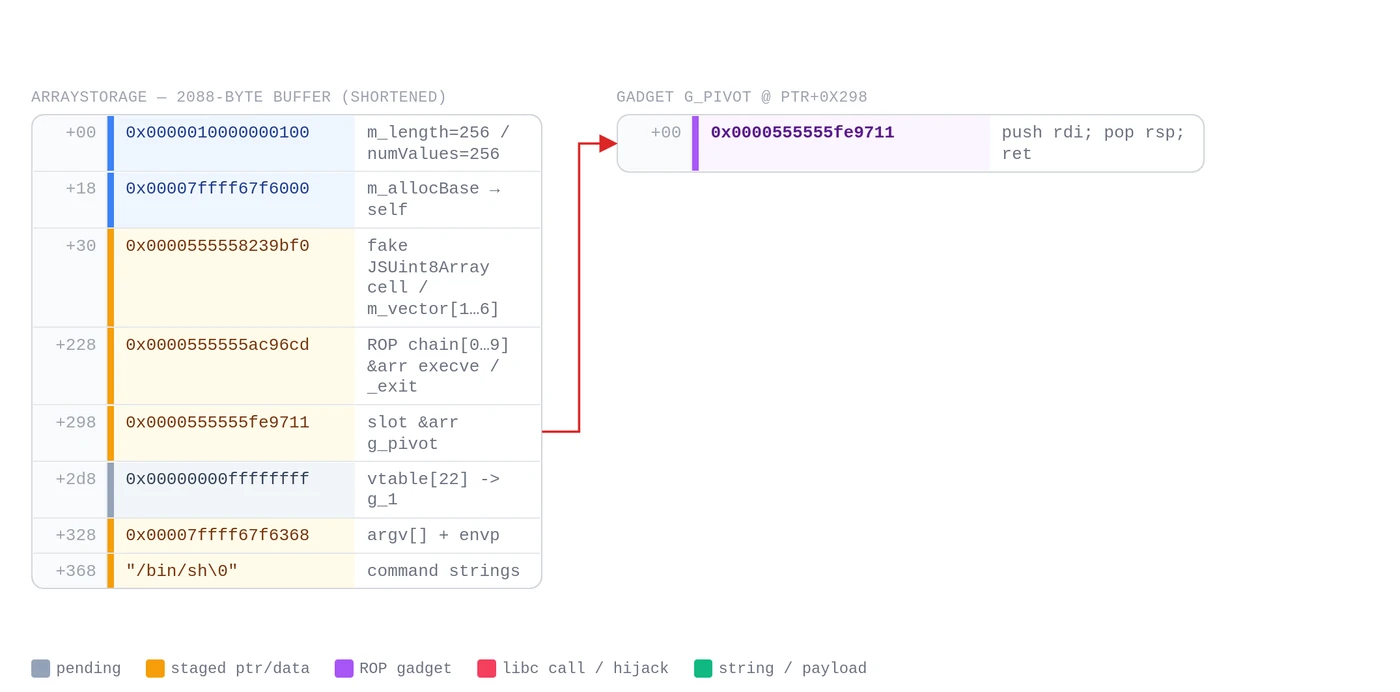 ARRAYSTORAGE — 2088-BYTE BUFFER (SHORTENED)
+00 0x0000010000000100 m_length=256 /
numValues=256
+18 0x00007ffff67f6000 m_allocBase →
self
+30 0x0000555558239bf0 fake
JSUint8Array
cell /
m_vector[1…6]
+228 0x0000555555ac96cd ROP chain[0…9]
&arr execve /
_exit
+298 0x0000555555fe9711 slot &arr
g_pivot
+2d8 0x00000000ffffffff vtable[22] ->
g_1
+328 0x00007ffff67f6368 argv[] + envp
+368 "/bin/sh\0" command strings
GADGET G_PIVOT @ PTR+0X298
+00 0x0000555555fe9711 push rdi; pop rsp;
ret
pending staged ptr/data ROP gadget libc call / hijack string / payload